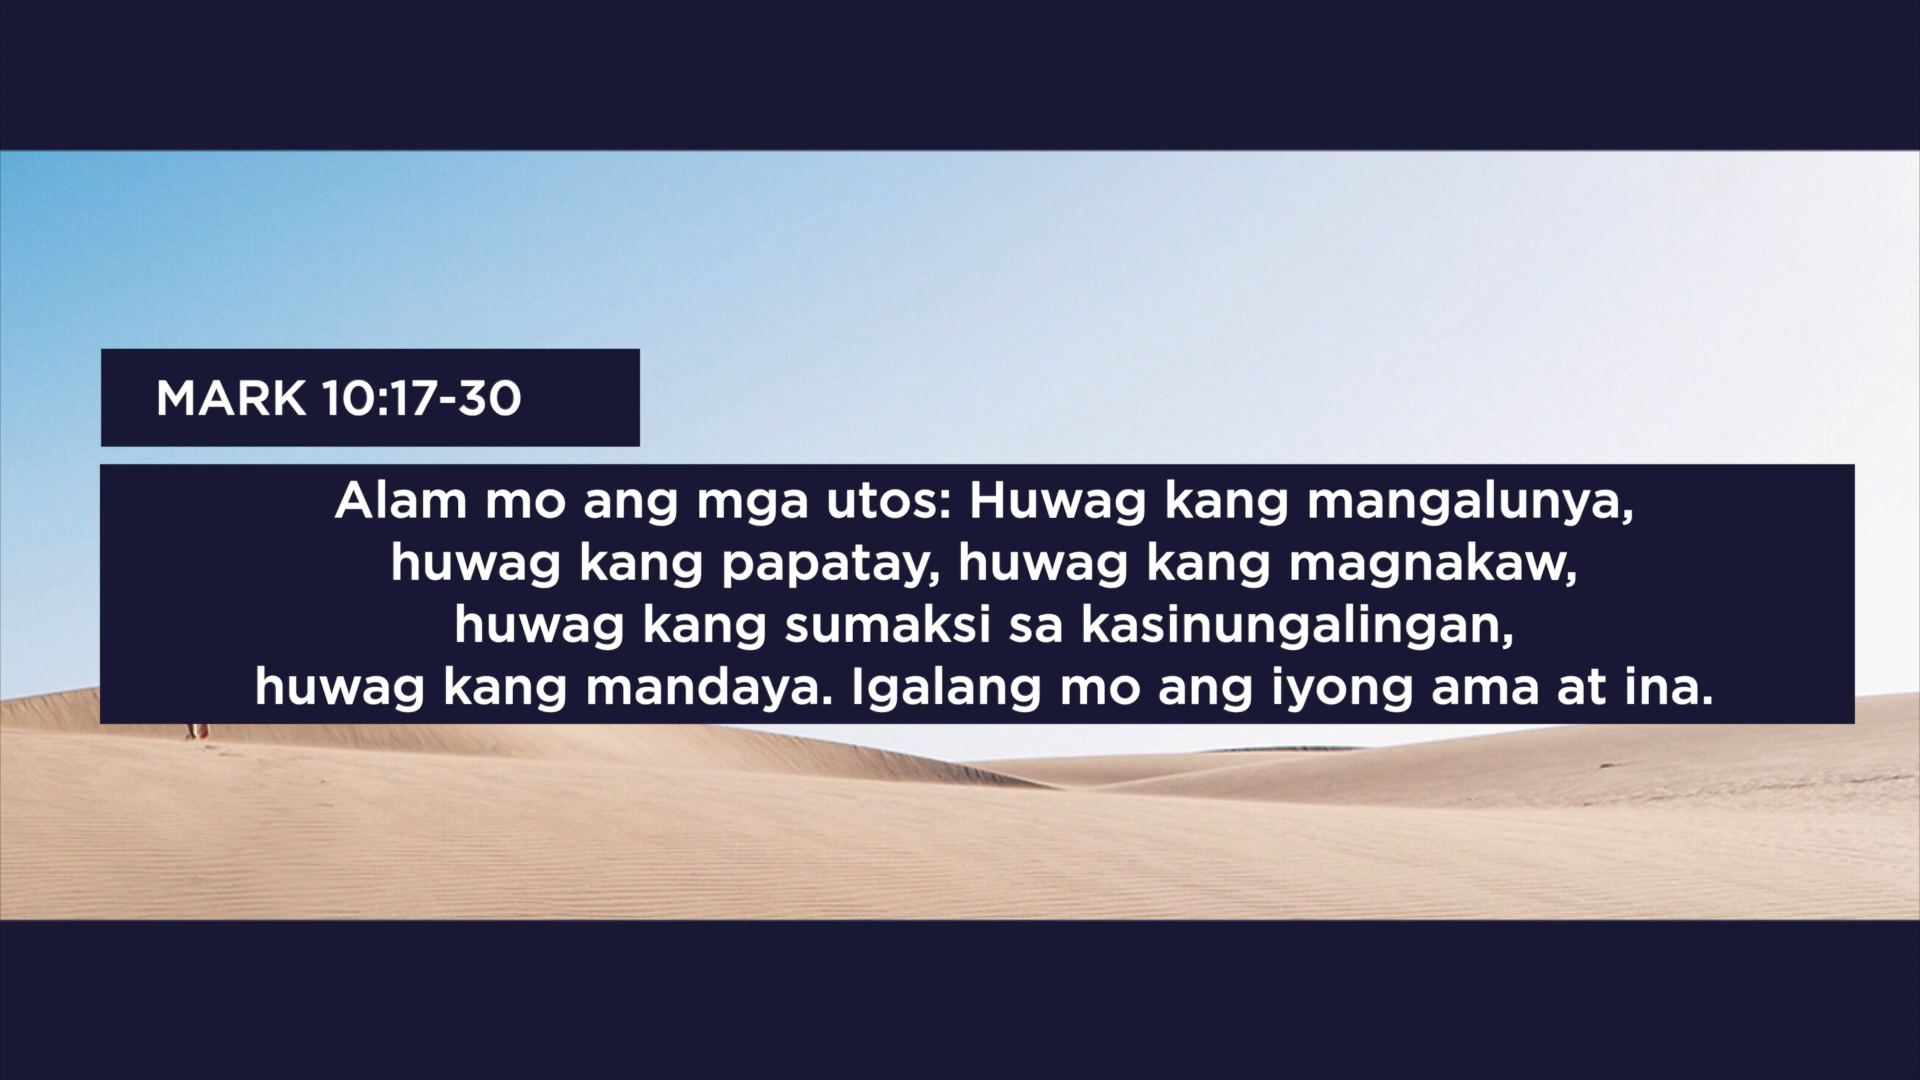 MARK 10:17-30
Alam mo ang mga utos: Huwag kang mangalunya,
huwag kang papatay, huwag kang magnakaw,
huwag kang sumaksi sa kasinungalingan,
huwag kang mandaya. Igalang mo ang iyong ama at ina.